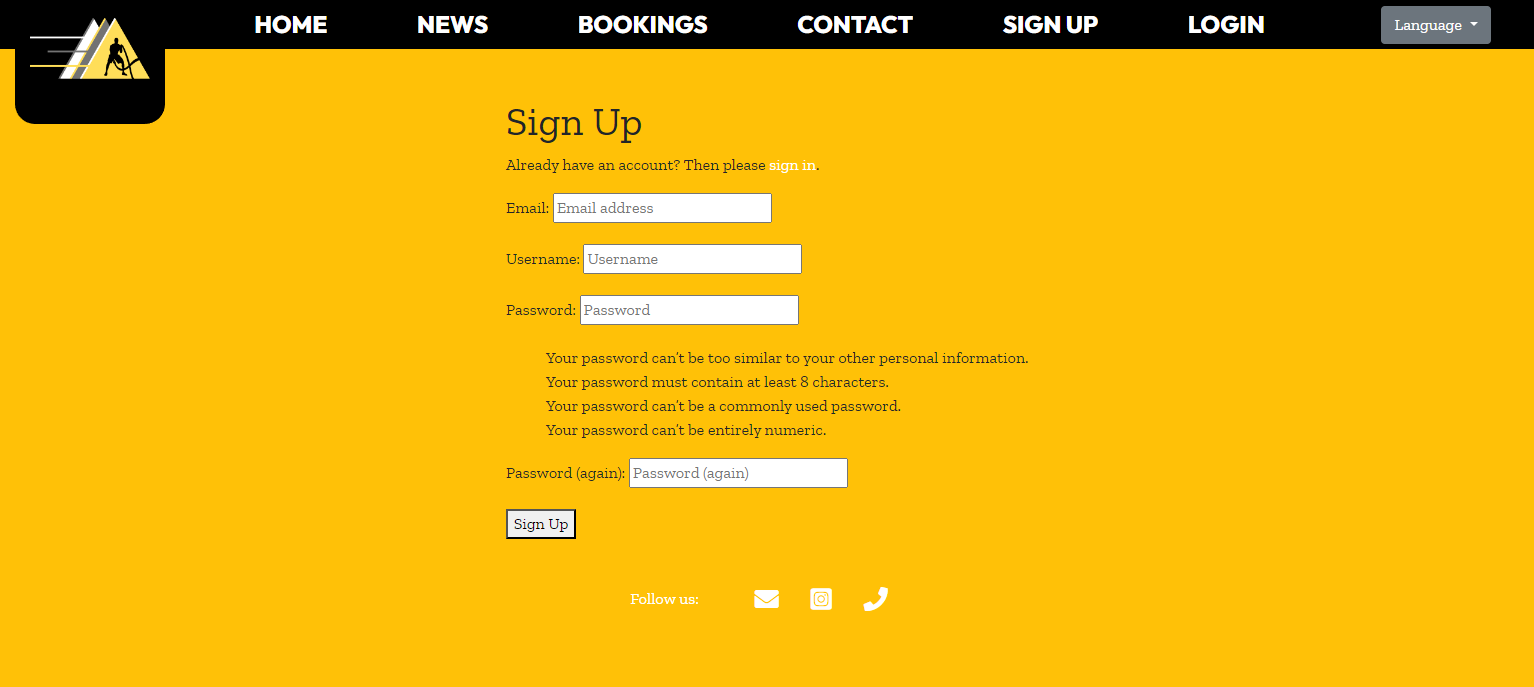 HOME NEWS BOOKINGS CONTACT SIGN UP LOGIN Language
Sign Up
Already have an account? Then please sign in.
Email: Email address
Username: Username
Password: Password
Your password can't be too similar to your other personal information.
Your password must contain at least 8 characters.
Your password can't be a commonly used password.
Your password can't be entirely numeric.
Password (again): Password (again)
Sign Up
Follow us: